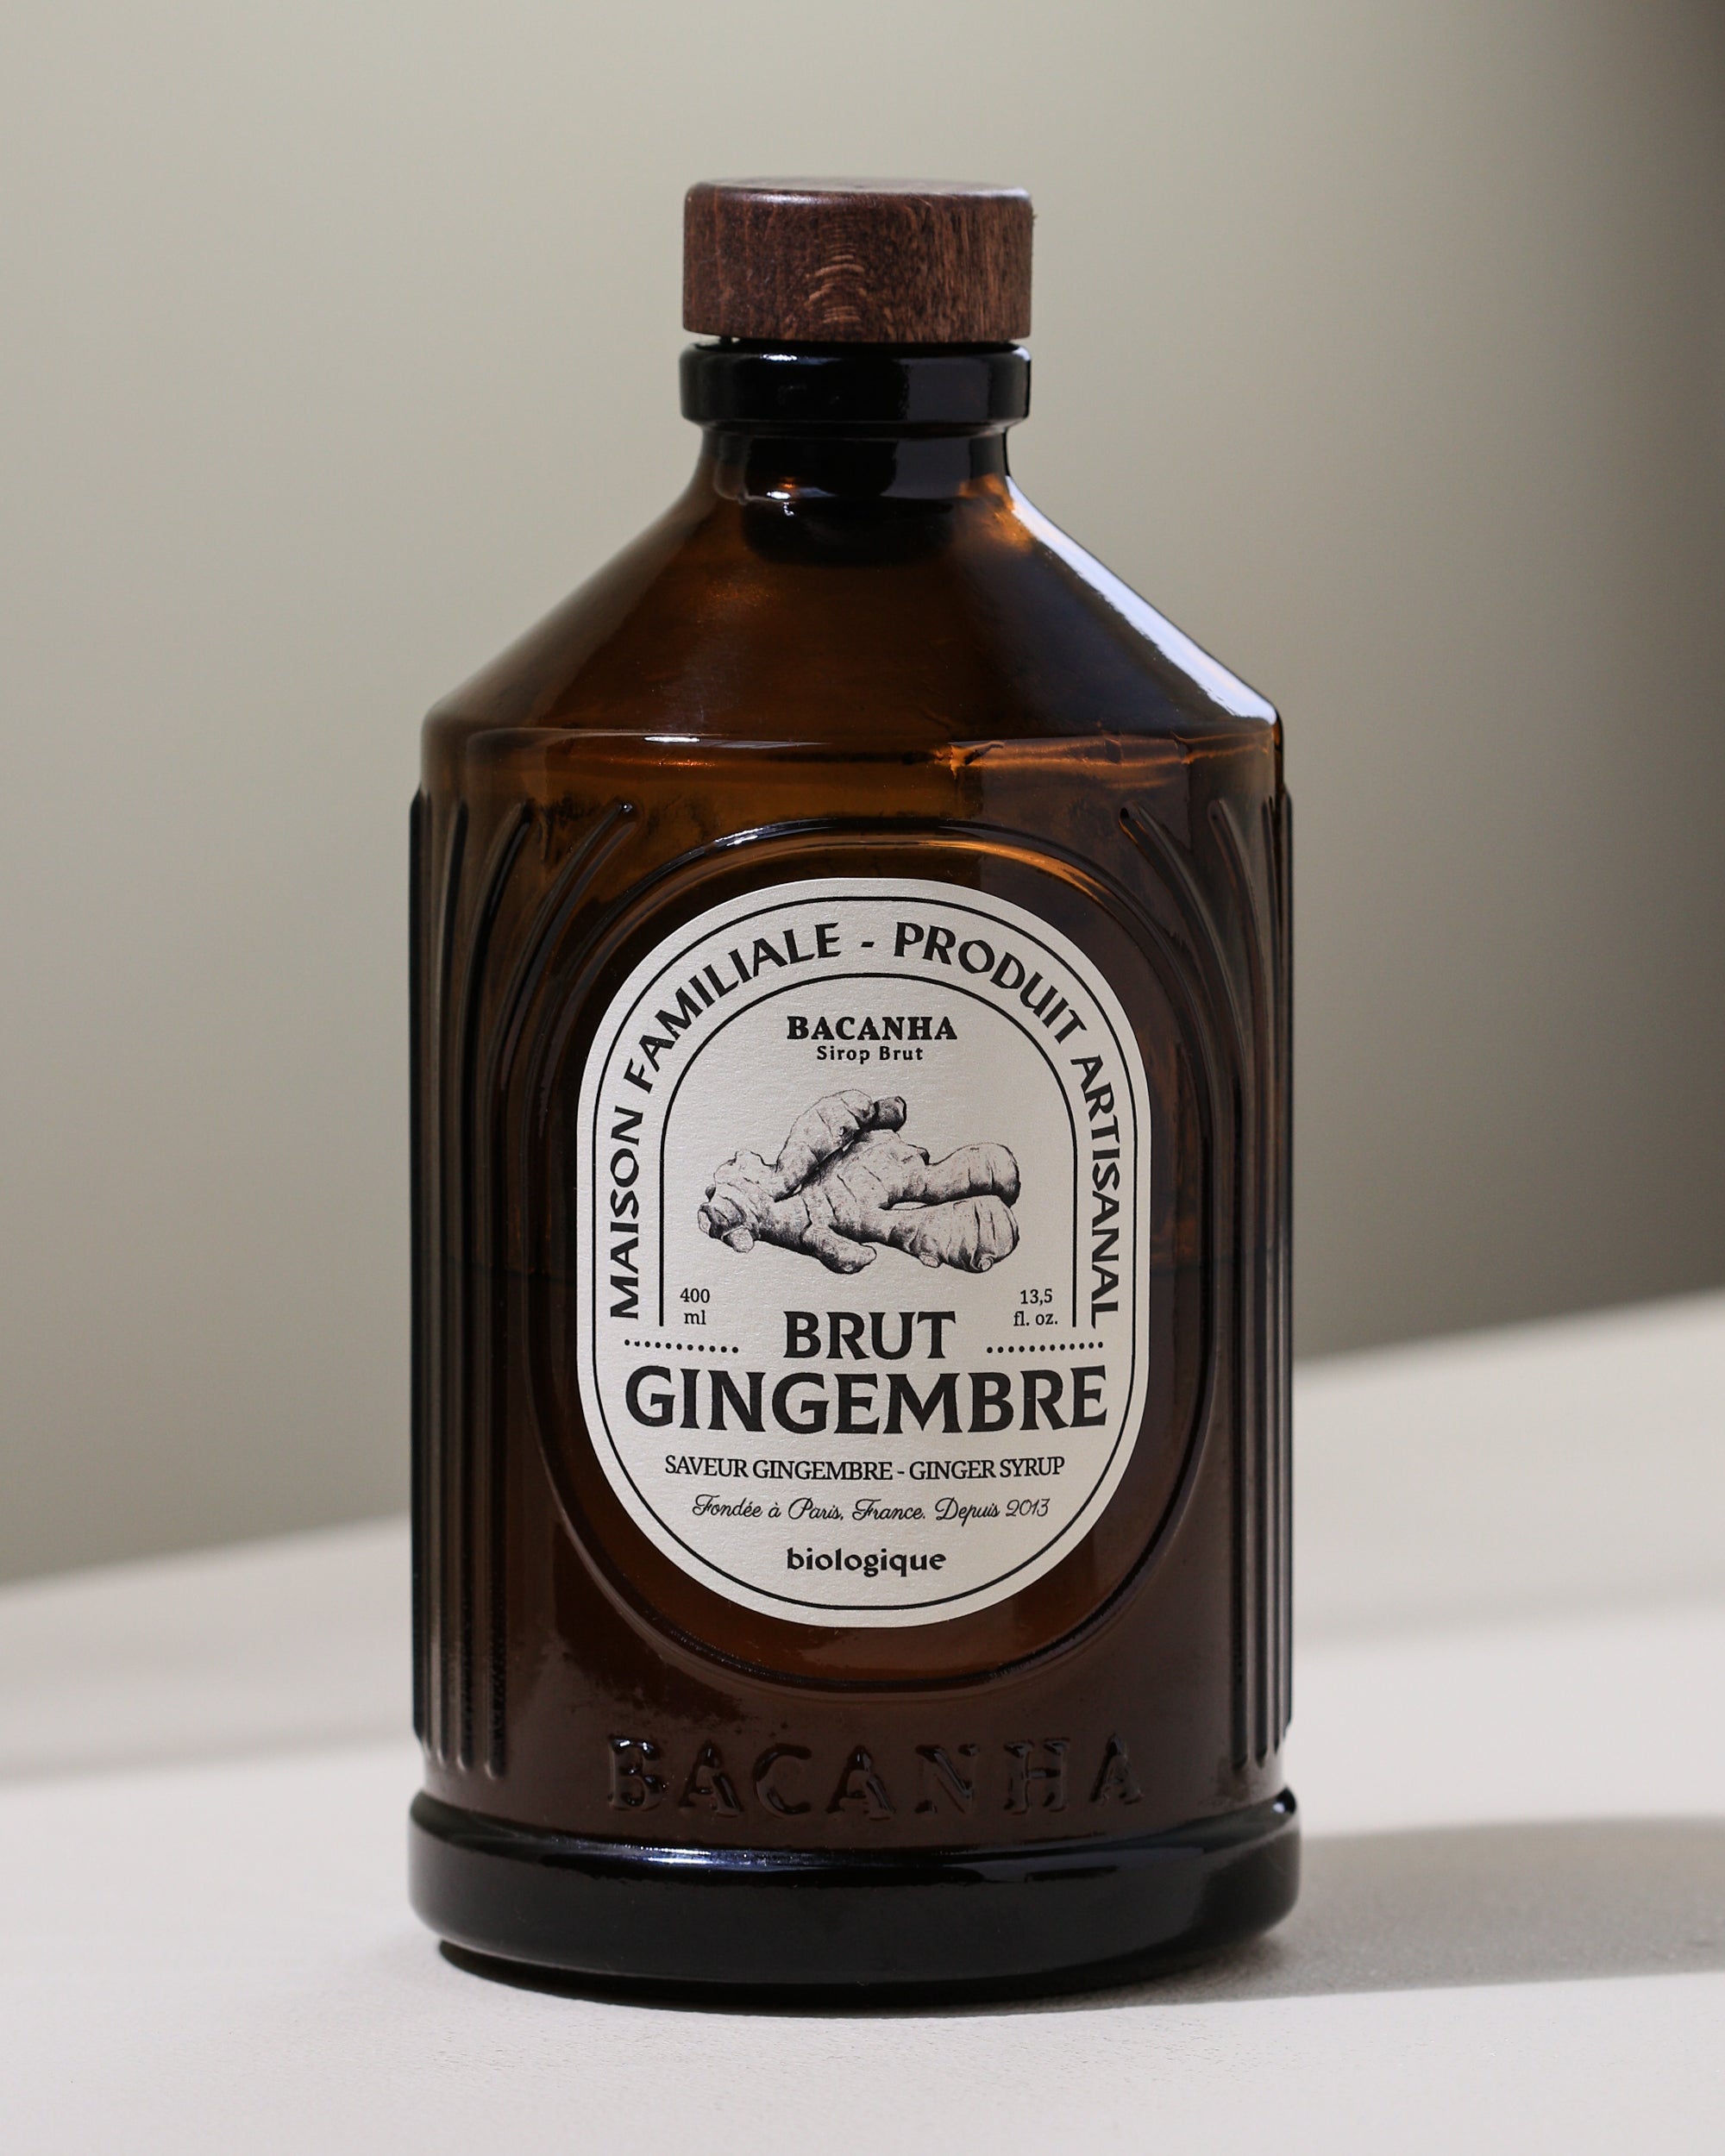 MAISON FAMILIALE - PRODUIT ARTISANAL
BACANHA
Sirop Brut
400
ml
13,5
fl. oz.
BRUT
GINGEMBRE
SAVEUR GINGEMBRE - GINGER SYRUP
Fondée à Paris, France. Depuis 2013
biologique
BACANHA